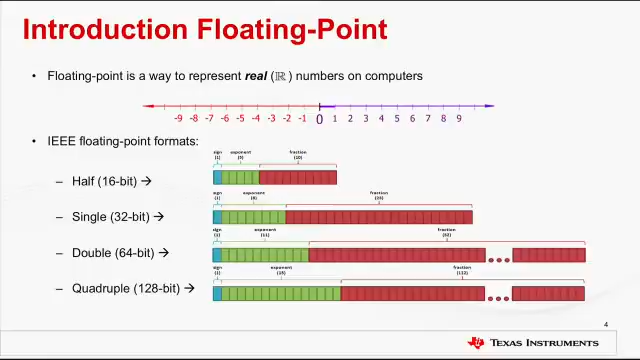 Introduction Floating-Point
• Floating-point is a way to represent real (ℝ) numbers on computers
-9 -8 -7 -6 -5 -4 -3 -2 -1 0 1 2 3 4 5 6 7 8 9
• IEEE floating-point formats:
sign exponent fraction
(1) (5) (10)
– Half (16-bit) →
sign exponent fraction
(1) (8)
– Single (32-bit) →
sign exponent fraction
(1) (11) (52)
– Double (64-bit) →
sign exponent fraction
(1) (15) (112)
– Quadruple (128-bit) →
4
TEXAS INSTRUMENTS